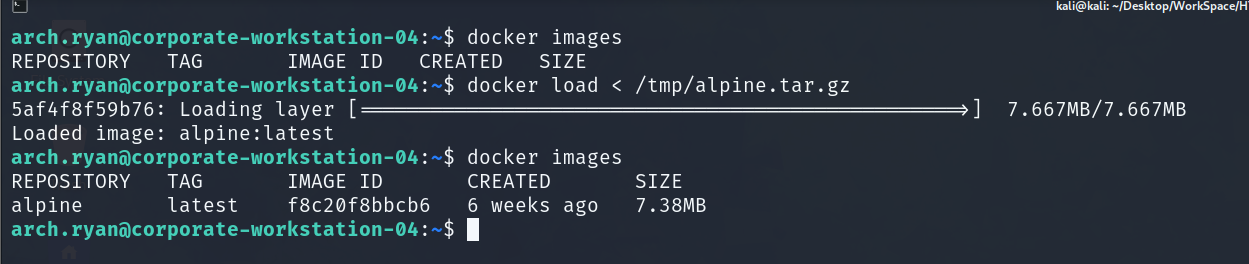 kali@kali: ~/Desktop/WorkSpace/H
arch.ryan@corporate-workstation-04:~$ docker images
REPOSITORY   TAG       IMAGE ID   CREATED   SIZE
arch.ryan@corporate-workstation-04:~$ docker load < /tmp/alpine.tar.gz
5af4f8f59b76: Loading layer [==================================================>]  7.667MB/7.667MB
Loaded image: alpine:latest
arch.ryan@corporate-workstation-04:~$ docker images
REPOSITORY   TAG       IMAGE ID       CREATED       SIZE
alpine       latest    f8c20f8bbcb6   6 weeks ago   7.38MB
arch.ryan@corporate-workstation-04:~$